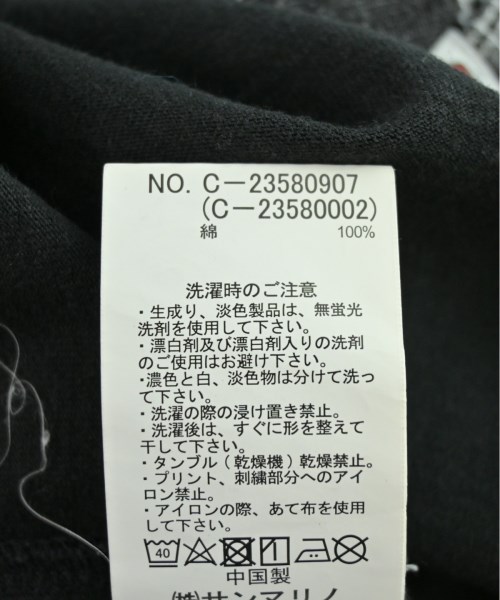 NO. C－23580907
(C－23580002)
綿 100%
洗濯時のご注意
・生成り、淡色製品は、無蛍光
洗剤を使用して下さい。
・漂白剤及び漂白剤入りの洗剤
のご使用はお避け下さい。
・濃色と白、淡色物は分けて洗っ
て下さい。
・洗濯の際の浸け置き禁止。
・洗濯後は、すぐに形を整えて
干して下さい。
・タンブル(乾燥機)乾燥禁止。
・プリント、刺繍部分へのアイ
ロン禁止。
・アイロンの際、あて布を使用
して下さい。
40
中国製
㈱サンマリノ